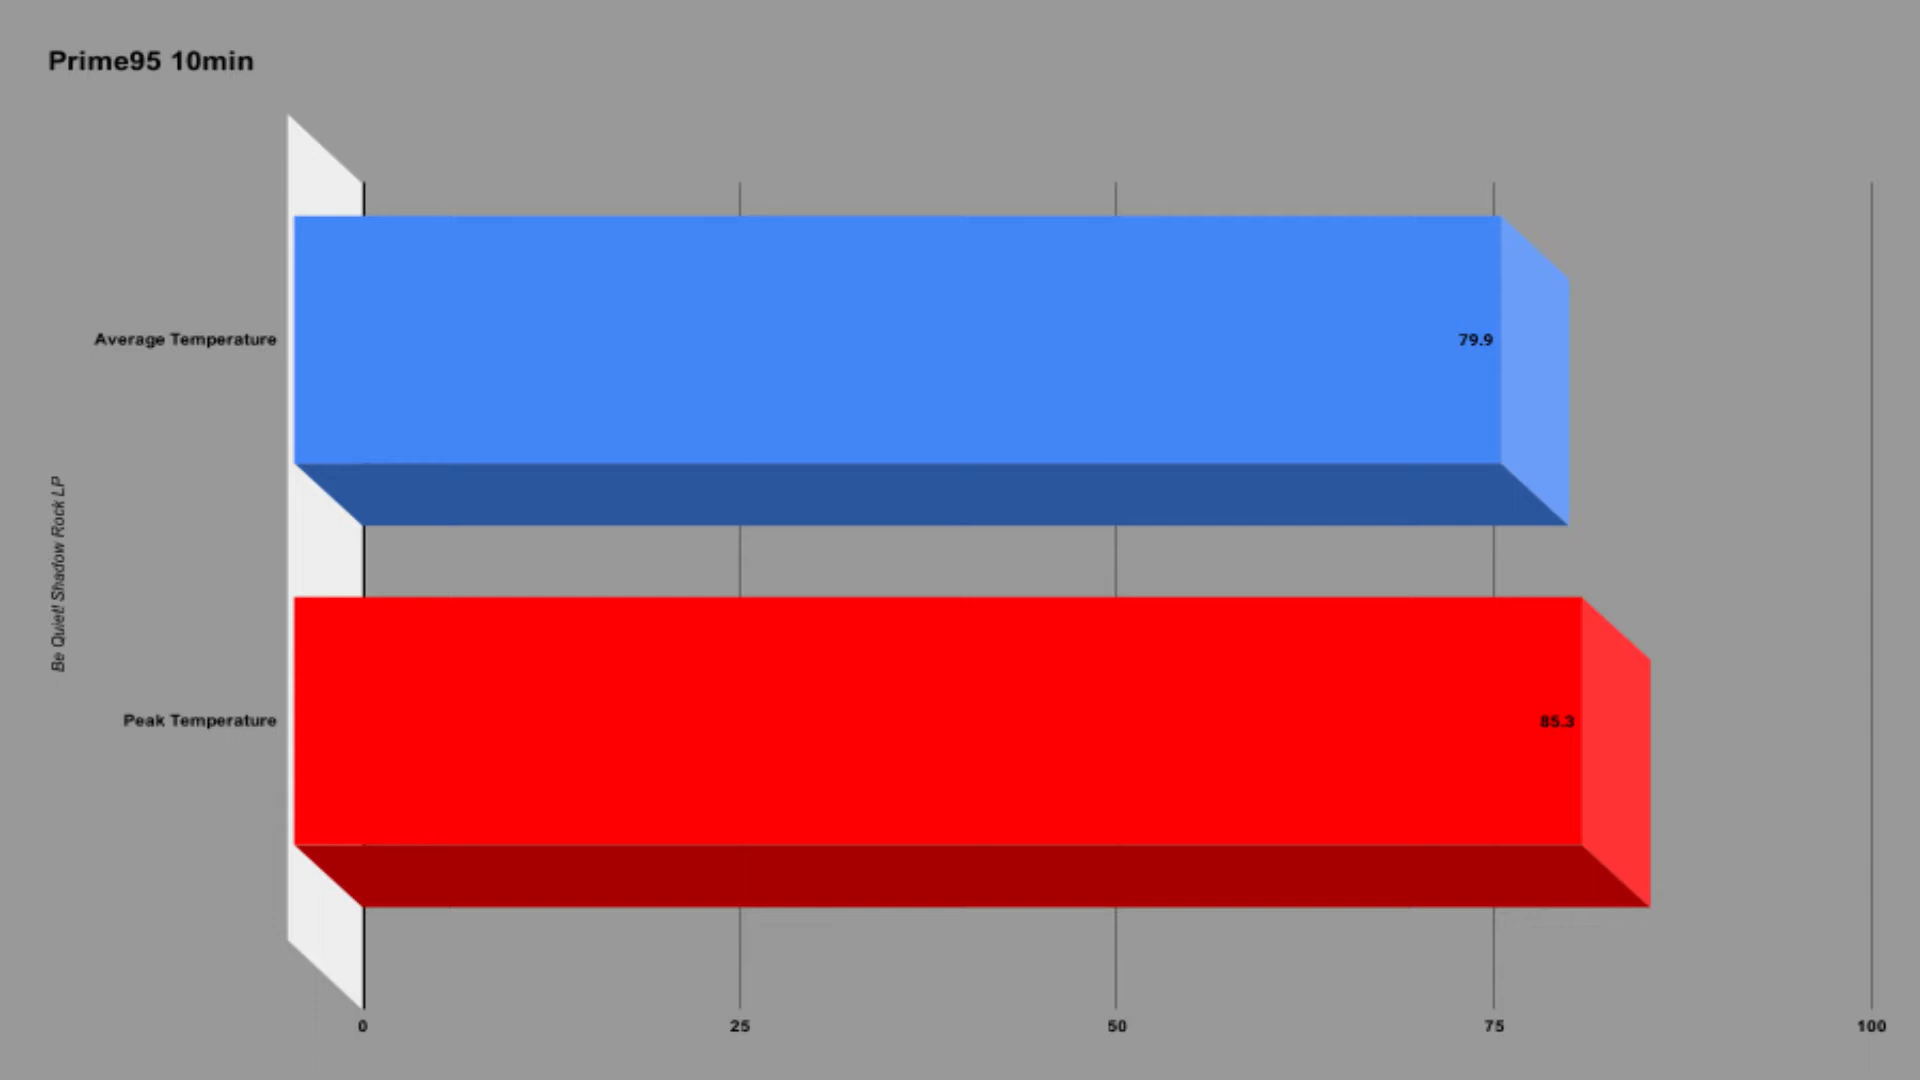 Prime95 10min
Average Temperature
79.9
Be Quiet! Shadow Rock LP
Peak Temperature
85.3
0
25
50
75
100